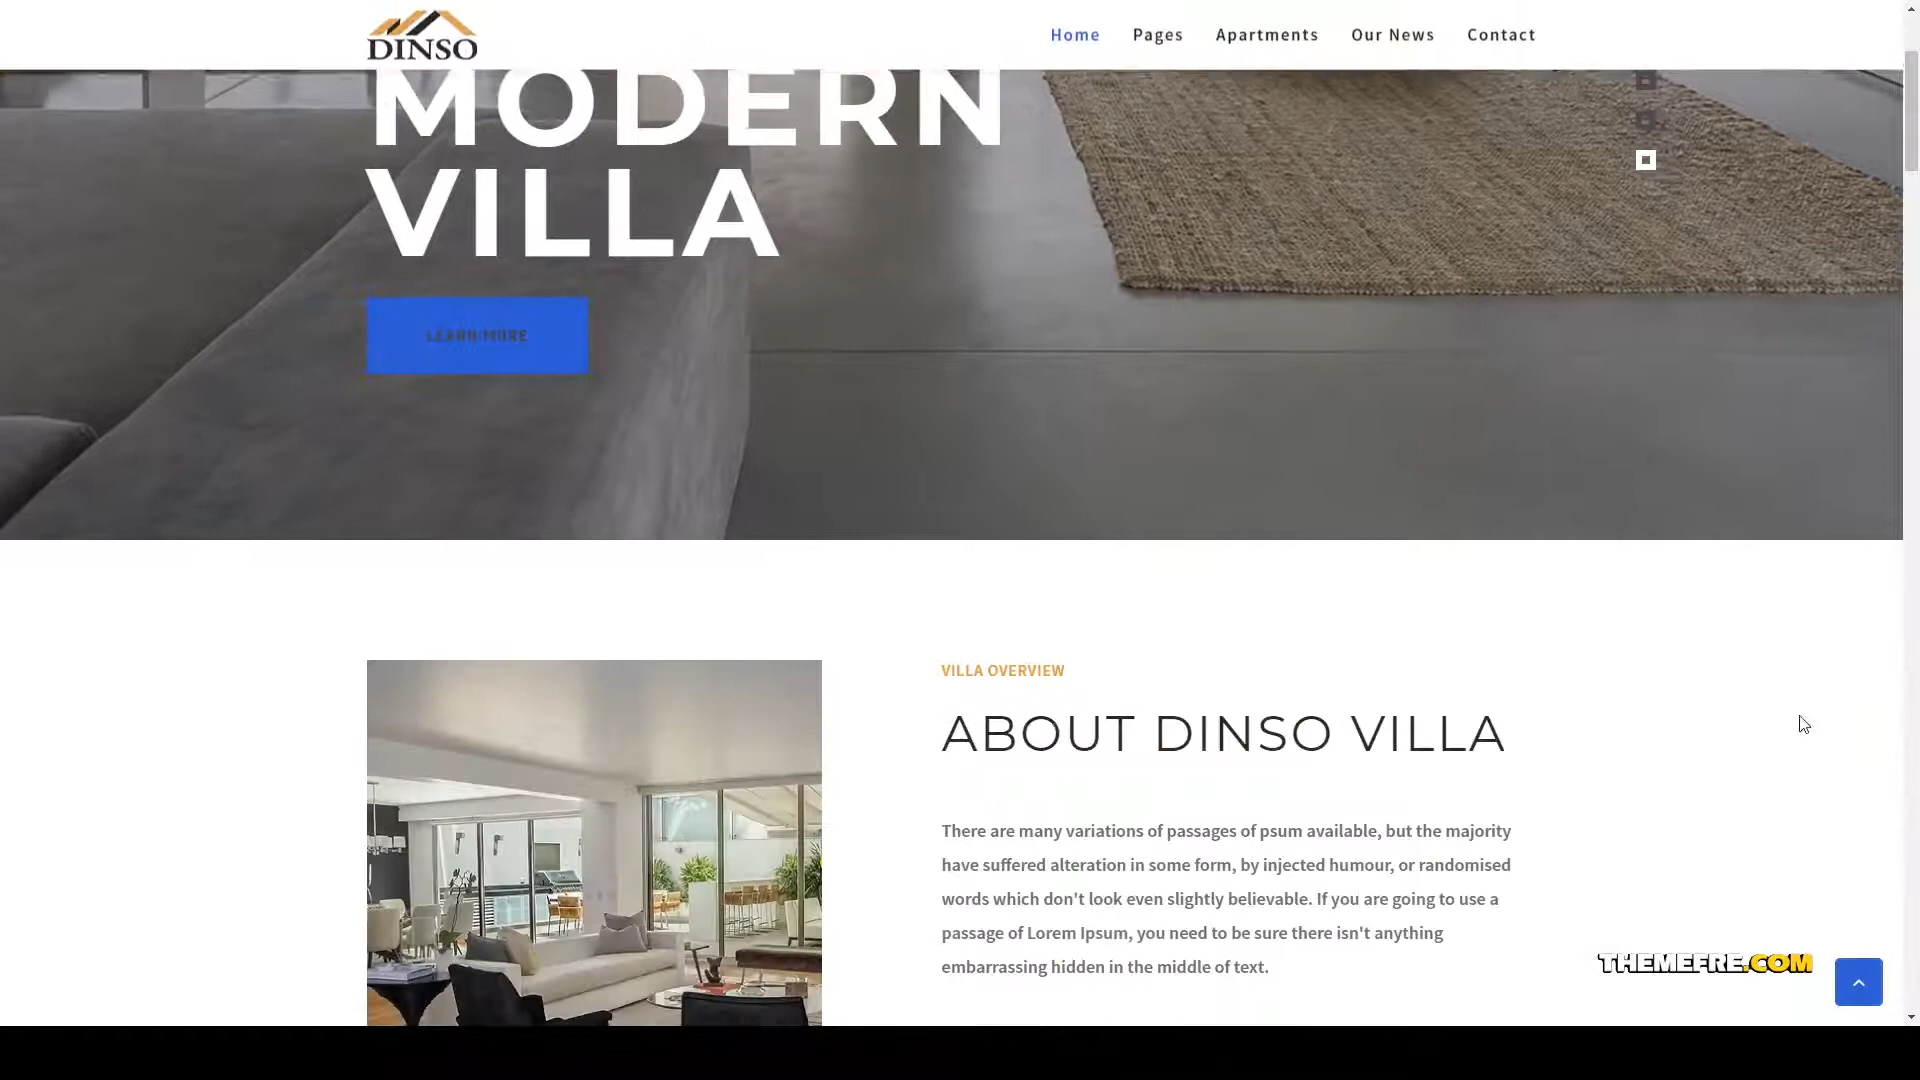 DINSO
Home Pages Apartments Our News Contact
MODERN
VILLA
LEARN MORE
VILLA OVERVIEW
ABOUT DINSO VILLA
There are many variations of passages of psum available, but the majority
have suffered alteration in some form, by injected humour, or randomised
words which don't look even slightly believable. If you are going to use a
passage of Lorem Ipsum, you need to be sure there isn't anything
embarrassing hidden in the middle of text.
THEMEFRE.COM